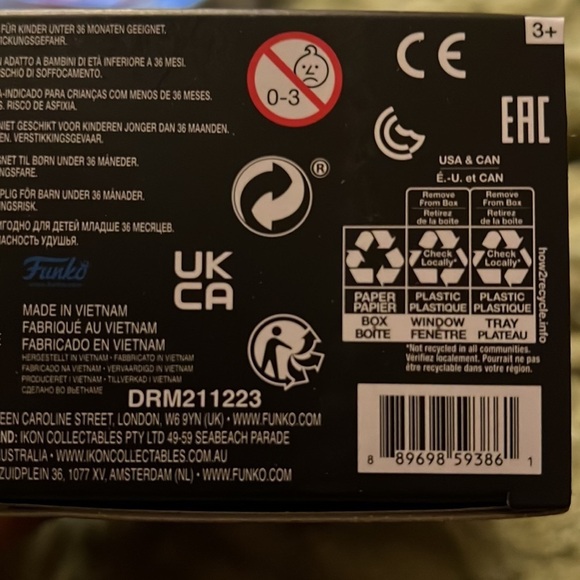 FÜR KINDER UNTER 36 MONATEN GEEIGNET.
ICKUNGSGEFAHR.
ADATTO A BAMBINI DI ETÀ INFERIORE A 36 MESI.
SCHIO DI SOFFOCAMENTO.
A-INDICADO PARA CRIANÇAS COM MENOS DE 36 MESES.
S. RISCO DE ASFIXIA.
NIET GESCHIKT VOOR KINDEREN JONGER DAN 36 MAANDEN.
EN. VERSTIKKINGSGEVAAR.
GNET TIL BØRN UNDER 36 MÅNEDER.
NGSFARE.
PLIG FÖR BARN UNDER 36 MÅNADER.
NGSRISK.
ИГОДНО ДЛЯ ДЕТЕЙ МЛАДШЕ 36 МЕСЯЦЕВ.
ПАСНОСТЬ УДУШЬЯ.
0-3
®
CE
3+
EAC
Funko
UK
CA
USA & CAN
É.-U. et CAN
Remove From Box
Retirez de la boîte
Remove From Box
Retirez de la boîte
Check Locally*
Check Locally*
PAPER
PAPIER
PLASTIC
PLASTIQUE
PLASTIC
PLASTIQUE
BOX
BOÎTE
WINDOW
FENÊTRE
TRAY
PLATEAU
how2recycle.info
*Not recycled in all communities.
Vérifiez localement. Pourrait ne pas
être recyclable dans votre région.
MADE IN VIETNAM
FABRIQUÉ AU VIETNAM
FABRICADO EN VIETNAM
HERGESTELLT IN VIETNAM • FABBRICATO IN VIETNAM
FABRICADO NA VIETNAM • VERVAARDIGD IN VIETNAM
PRODUCERET I VIETNAM • TILLVERKAD I VIETNAM
СДЕЛАНО ВО ВЬЕТНАМЕ
DRM211223
EEN CAROLINE STREET, LONDON, W6 9YN (UK) • WWW.FUNKO.COM
ND: IKON COLLECTABLES PTY LTD 49-59 SEABEACH PARADE
AUSTRALIA • WWW.IKONCOLLECTABLES.COM.AU
ZUIDPLEIN 36, 1077 XV, AMSTERDAM (NL) • WWW.FUNKO.COM
8 89698 59386 1